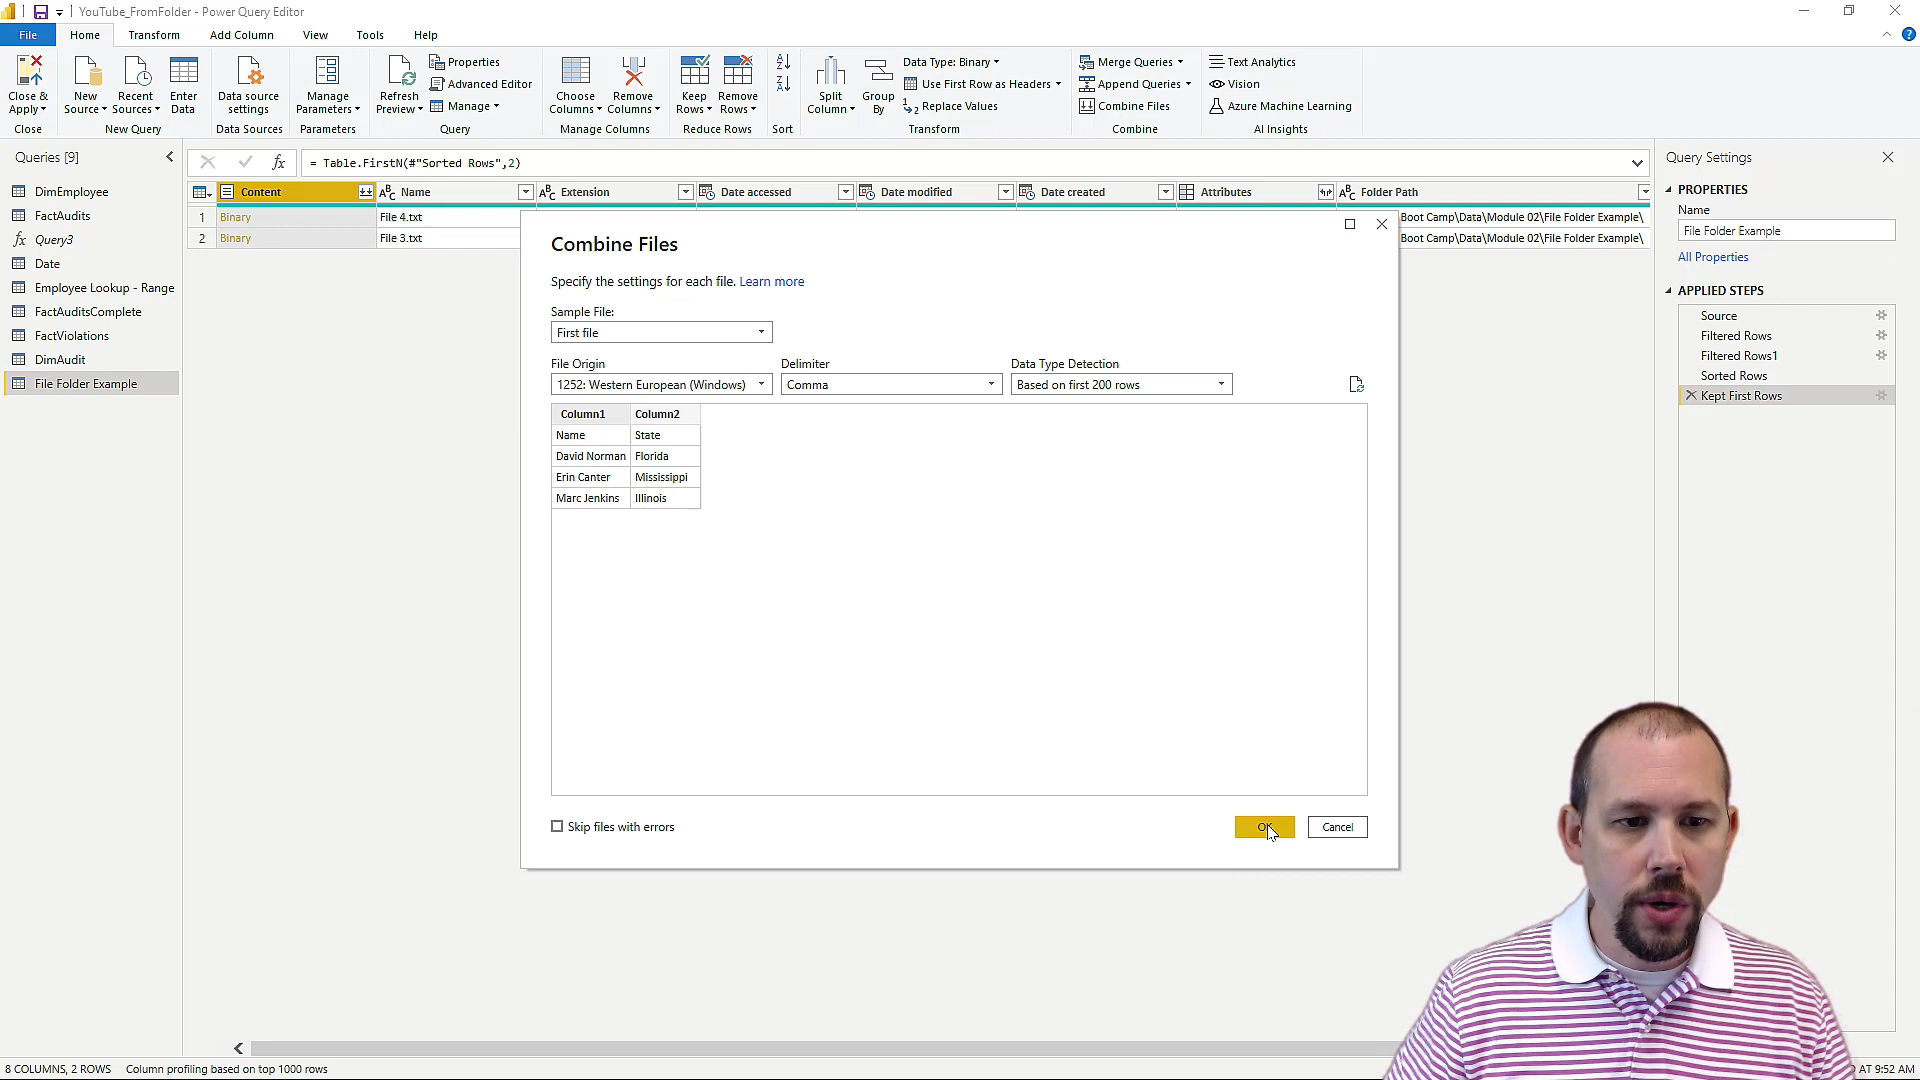 YouTube_FromFolder - Power Query Editor
File Home Transform Add Column View Tools Help
Close & Apply
Close
New Source
Recent Sources
Enter Data
New Query
Data source settings
Data Sources
Manage Parameters
Parameters
Refresh Preview
Properties
Advanced Editor
Manage
Query
Choose Columns
Remove Columns
Manage Columns
Keep Rows
Remove Rows
Reduce Rows
Sort
Split Column
Group By
Data Type: Binary
Use First Row as Headers
Replace Values
Transform
Merge Queries
Append Queries
Combine Files
Combine
Text Analytics
Vision
Azure Machine Learning
AI Insights
Queries [9]
DimEmployee
FactAudits
Query3
Date
Employee Lookup - Range
FactAuditsComplete
FactViolations
DimAudit
File Folder Example
fx = Table.FirstN(#"Sorted Rows",2)
Content Name Extension Date accessed Date modified Date created Attributes Folder Path
1 Binary File 4.txt Boot Camp\Data\Module 02\File Folder Example\
2 Binary File 3.txt Boot Camp\Data\Module 02\File Folder Example\
Combine Files
Specify the settings for each file. Learn more
Sample File:
First file
File Origin Delimiter Data Type Detection
1252: Western European (Windows) Comma Based on first 200 rows
Column1 Column2
Name State
David Norman Florida
Erin Canter Mississippi
Marc Jenkins Illinois
Skip files with errors
OK Cancel
Query Settings
PROPERTIES
Name
File Folder Example
All Properties
APPLIED STEPS
Source
Filtered Rows
Filtered Rows1
Sorted Rows
Kept First Rows
8 COLUMNS, 2 ROWS Column profiling based on top 1000 rows
AT 9:52 AM